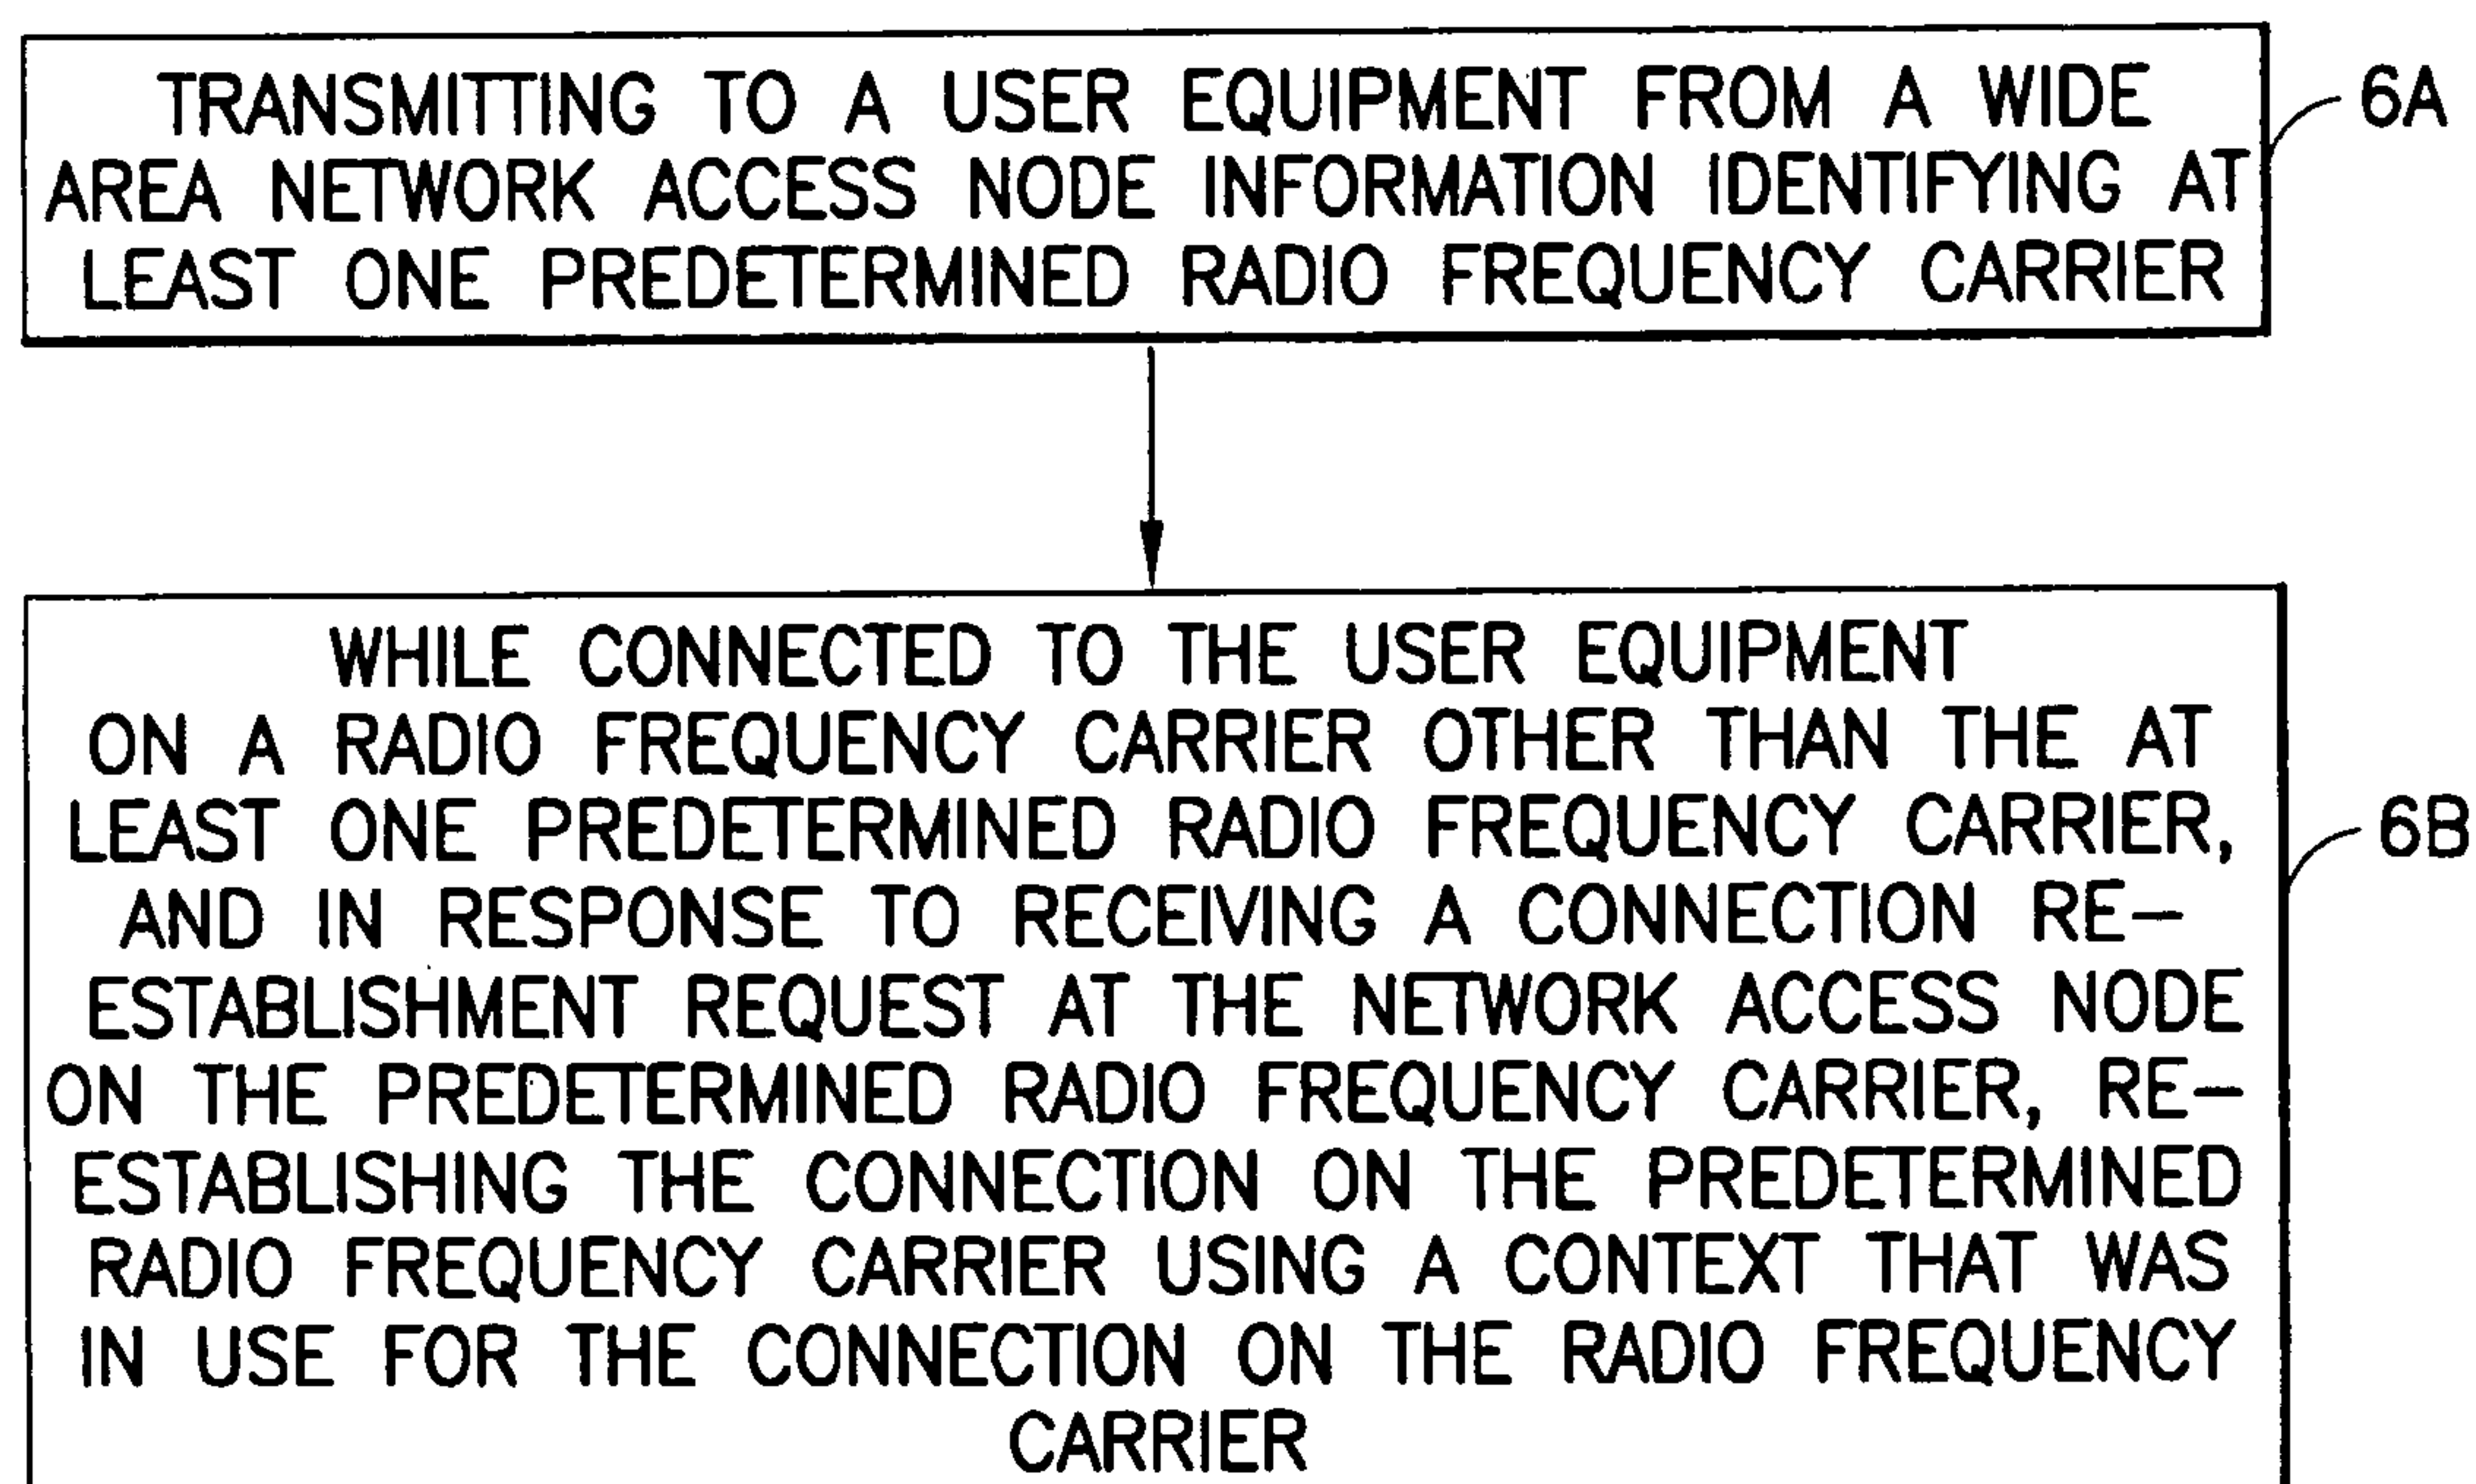 TRANSMITTING TO A USER EQUIPMENT FROM A WIDE
AREA NETWORK ACCESS NODE INFORMATION IDENTIFYING AT
LEAST ONE PREDETERMINED RADIO FREQUENCY CARRIER
6A
WHILE CONNECTED TO THE USER EQUIPMENT
ON A RADIO FREQUENCY CARRIER OTHER THAN THE AT
LEAST ONE PREDETERMINED RADIO FREQUENCY CARRIER,
AND IN RESPONSE TO RECEIVING A CONNECTION RE-
ESTABLISHMENT REQUEST AT THE NETWORK ACCESS NODE
ON THE PREDETERMINED RADIO FREQUENCY CARRIER, RE-
ESTABLISHING THE CONNECTION ON THE PREDETERMINED
RADIO FREQUENCY CARRIER USING A CONTEXT THAT WAS
IN USE FOR THE CONNECTION ON THE RADIO FREQUENCY
CARRIER
6B